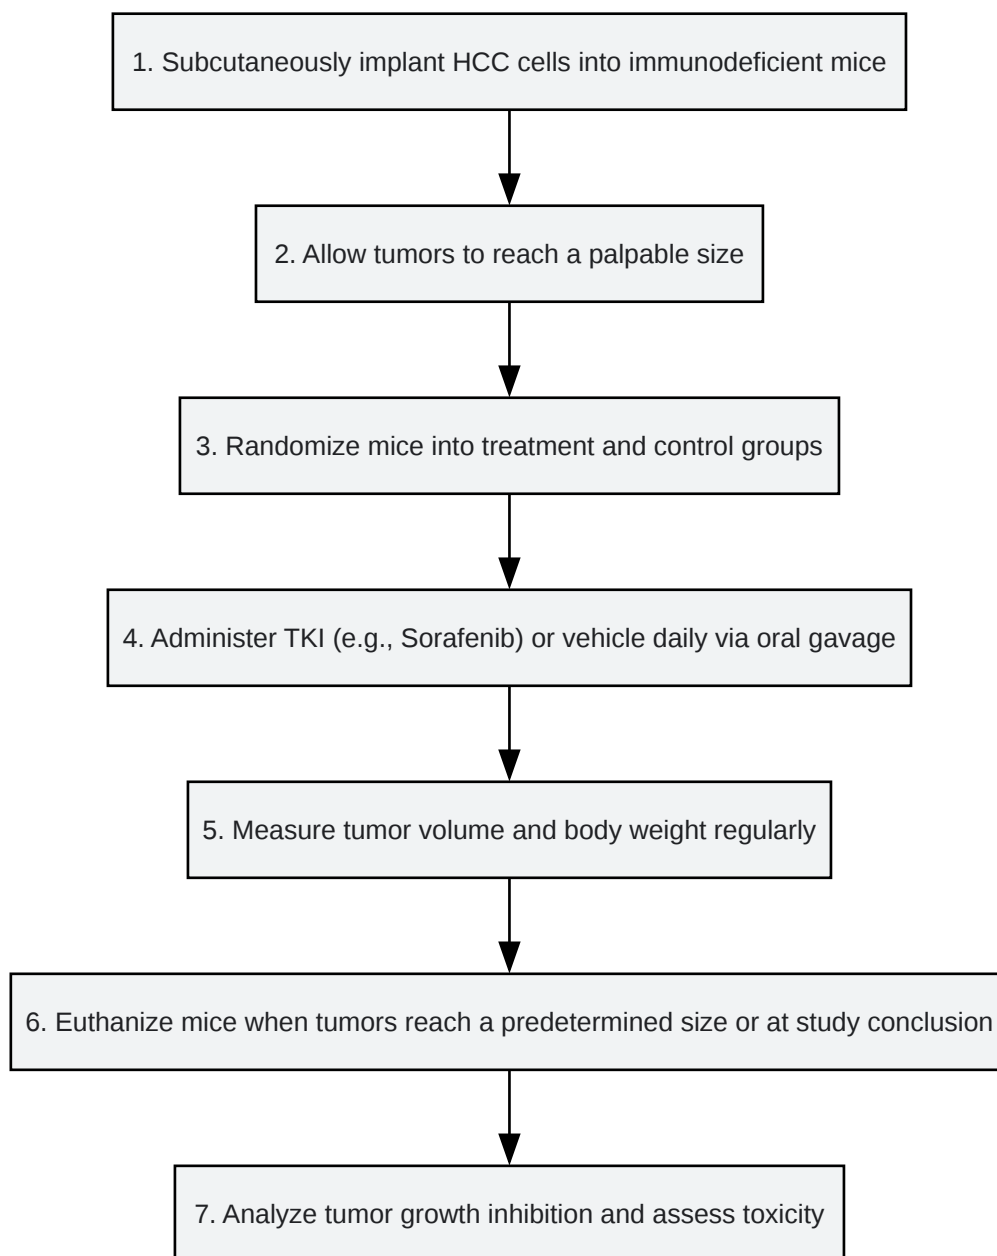 1. Subcutaneously implant HCC cells into immunodeficient mice
2. Allow tumors to reach a palpable size
3. Randomize mice into treatment and control groups
4. Administer TKI (e.g., Sorafenib) or vehicle daily via oral gavage
5. Measure tumor volume and body weight regularly
6. Euthanize mice when tumors reach a predetermined size or at study conclusion
7. Analyze tumor growth inhibition and assess toxicity